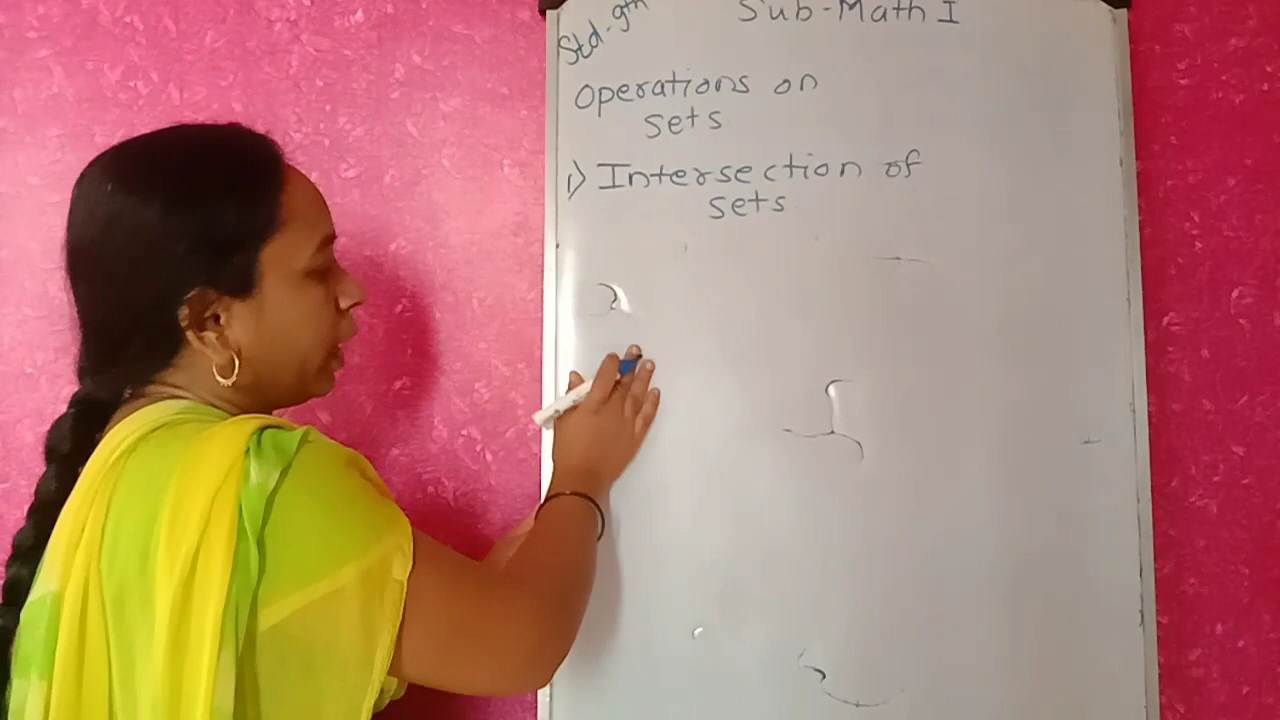 Std-9th
Sub-Math I
Operations on
sets
1) Intersection of
sets